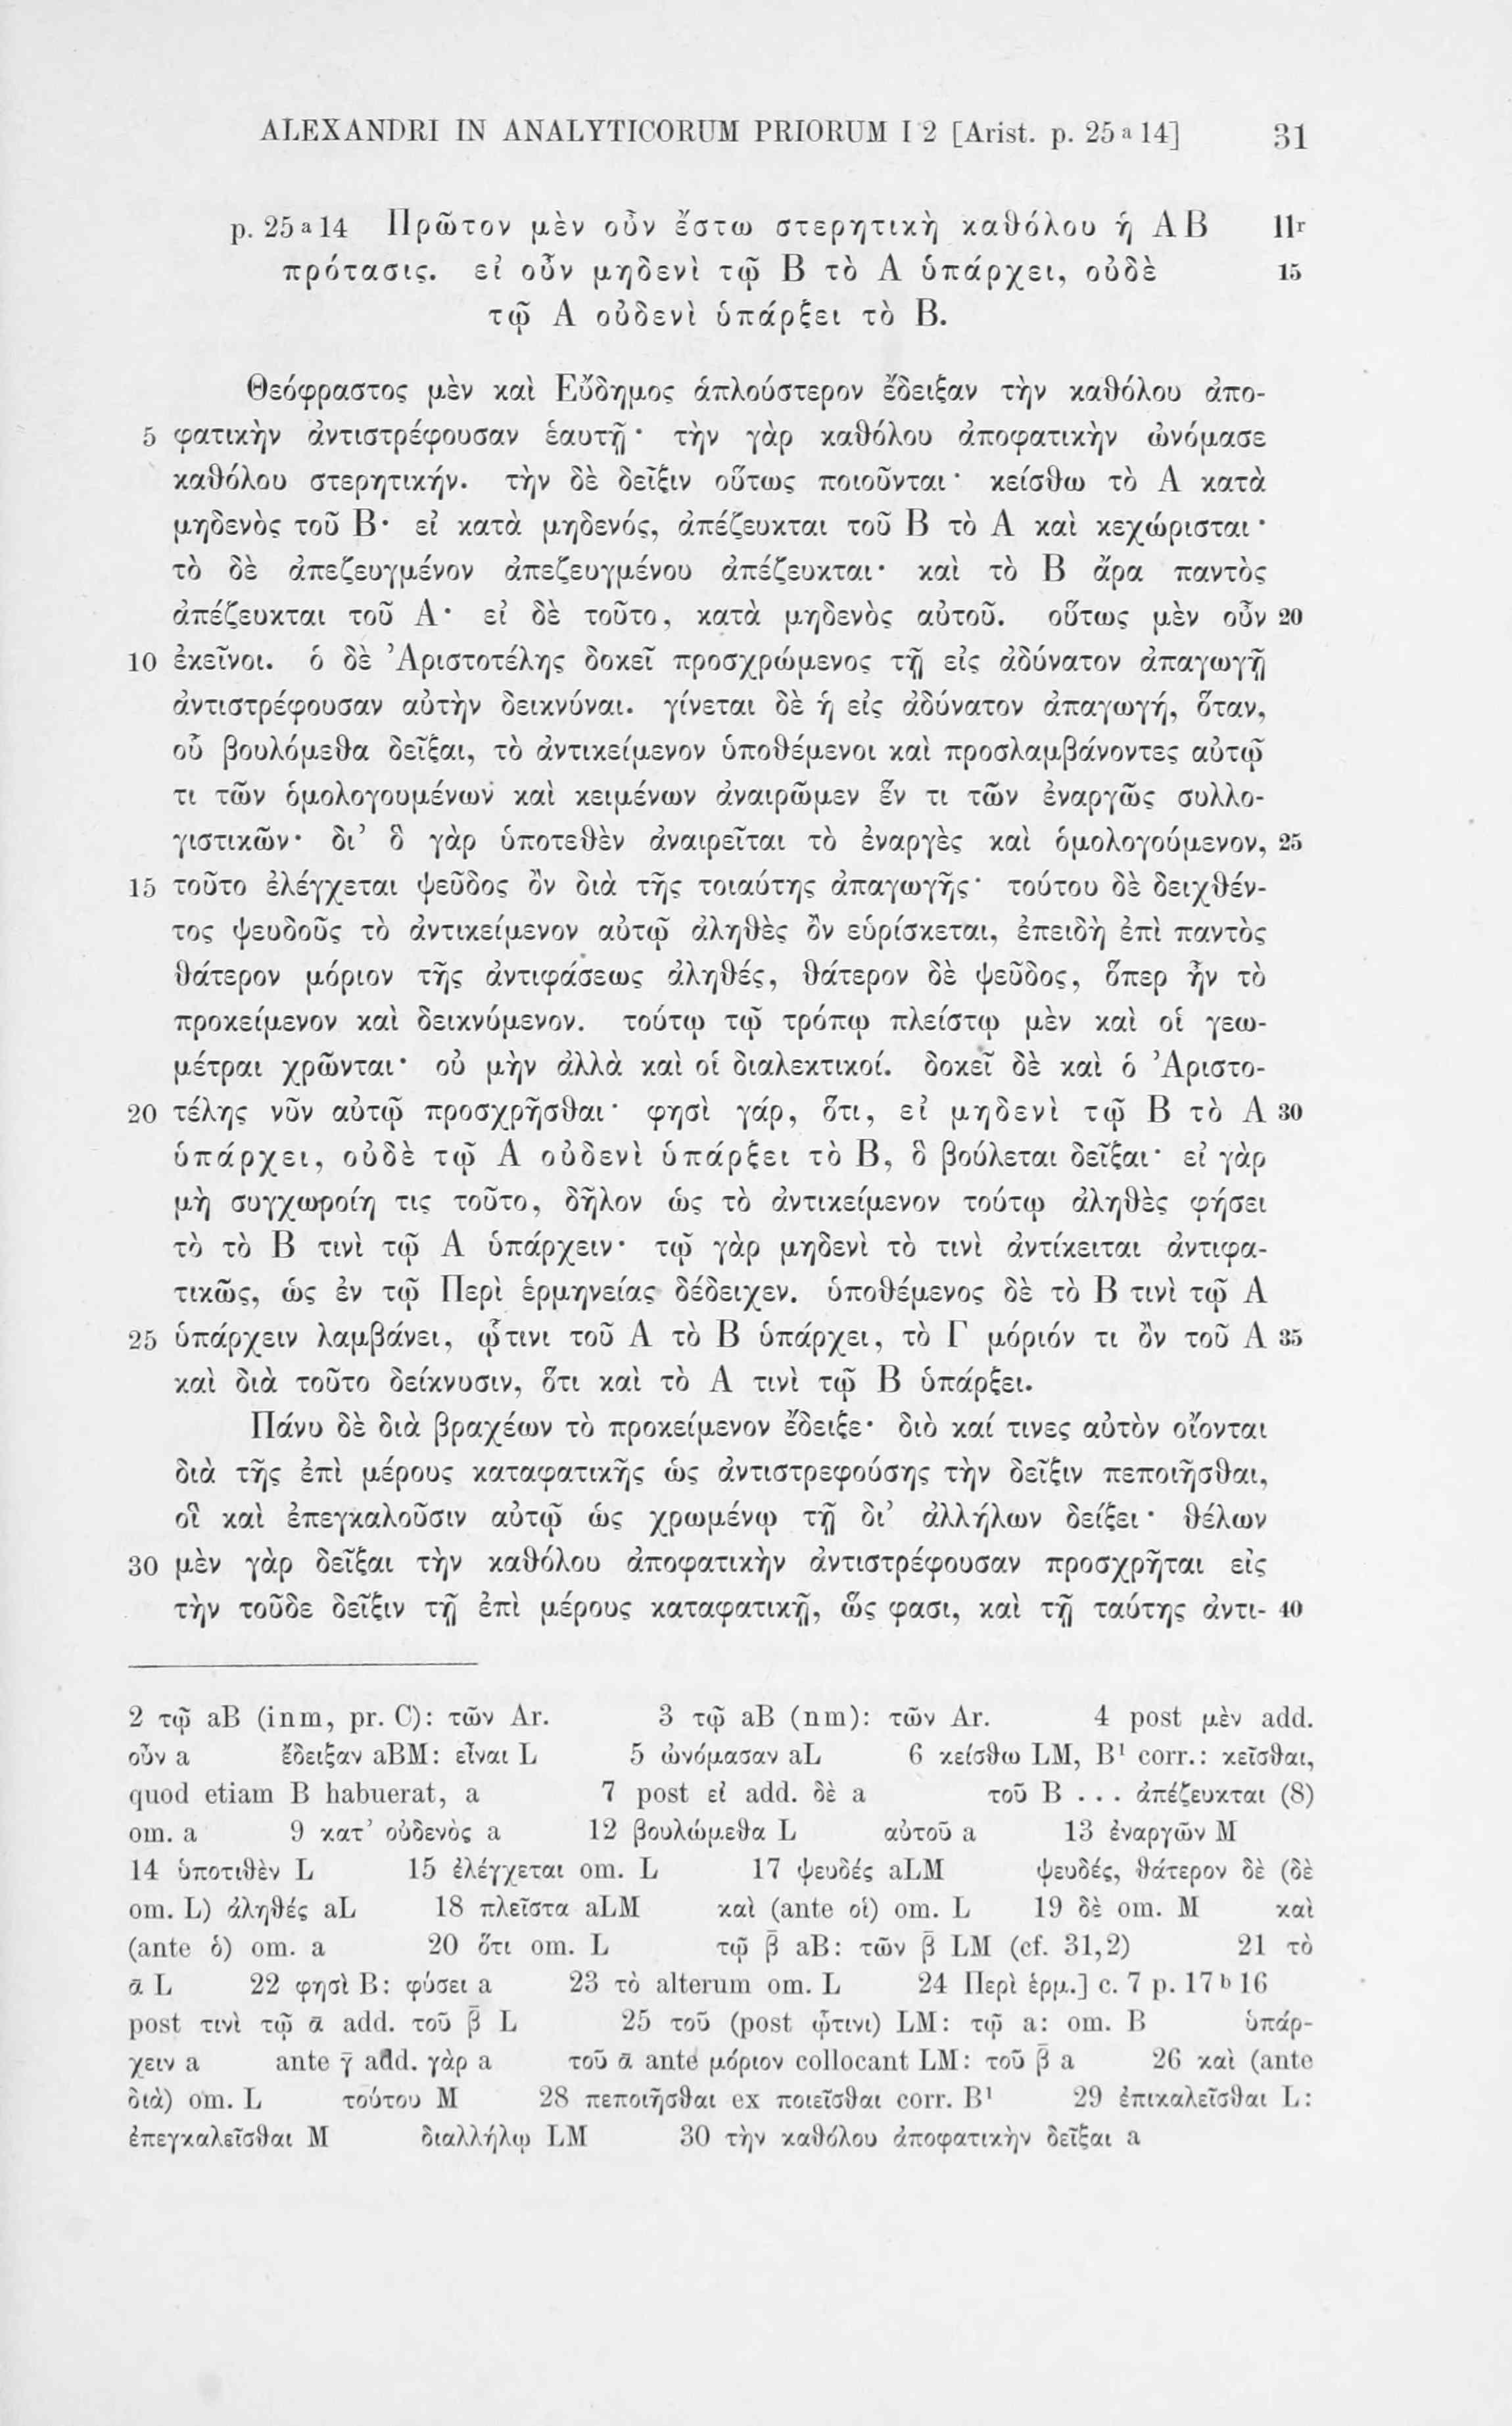 ALEXANDRI IN ANALYTICORUM PRIORUM I 2 [Arist. p. 25 a 14] 31
p. 25 a 14 Πρῶτον μὲν οὖν ἔστω στερητικὴ καθόλου ἡ ΑΒ 11r
πρότασις. εἰ οὖν μηδενὶ τῷ Β τὸ Α ὑπάρχει, οὐδὲ 15
τῷ Α οὐδενὶ ὑπάρξει τὸ Β.
Θεόφραστος μὲν καὶ Εὔδημος ἁπλούστερον ἔδειξαν τὴν καθόλου ἀπο-
5 φατικὴν ἀντιστρέφουσαν ἑαυτῇ· τὴν γὰρ καθόλου ἀποφατικὴν ὠνόμασε
καθόλου στερητικήν. τὴν δὲ δεῖξιν οὕτως ποιοῦνται· κείσθω τὸ Α κατὰ
μηδενὸς τοῦ Β· εἰ κατὰ μηδενός, ἀπέζευκται τοῦ Β τὸ Α καὶ κεχώρισται·
τὸ δὲ ἀπεζευγμένον ἀπεζευγμένου ἀπέζευκται· καὶ τὸ Β ἄρα παντὸς
ἀπέζευκται τοῦ Α· εἰ δὲ τοῦτο, κατὰ μηδενὸς αὐτοῦ. οὕτως μὲν οὖν 20
10 ἐκεῖνοι. ὁ δὲ Ἀριστοτέλης δοκεῖ προσχρώμενος τῇ εἰς ἀδύνατον ἀπαγωγῇ
ἀντιστρέφουσαν αὐτὴν δεικνύναι. γίνεται δὲ ἡ εἰς ἀδύνατον ἀπαγωγή, ὅταν,
οὗ βουλόμεθα δεῖξαι, τὸ ἀντικείμενον ὑποθέμενοι καὶ προσλαμβάνοντες αὐτῷ
τι τῶν ὁμολογουμένων καὶ κειμένων ἀναιρῶμεν ἕν τι τῶν ἐναργῶς συλλο-
γιστικῶν· δι’ ὃ γὰρ ὑποτεθὲν ἀναιρεῖται τὸ ἐναργὲς καὶ ὁμολογούμενον, 25
15 τοῦτο ἐλέγχεται ψεῦδος ὂν διὰ τῆς τοιαύτης ἀπαγωγῆς· τούτου δὲ δειχθέν-
τος ψευδοῦς τὸ ἀντικείμενον αὐτῷ ἀληθὲς ὂν εὑρίσκεται, ἐπειδὴ ἐπὶ παντὸς
θάτερον μόριον τῆς ἀντιφάσεως ἀληθές, θάτερον δὲ ψεῦδος, ὅπερ ἦν τὸ
προκείμενον καὶ δεικνύμενον. τούτῳ τῷ τρόπῳ πλείστῳ μὲν καὶ οἱ γεω-
μέτραι χρῶνται· οὐ μὴν ἀλλὰ καὶ οἱ διαλεκτικοί. δοκεῖ δὲ καὶ ὁ Ἀριστο-
20 τέλης νῦν αὐτῷ προσχρῆσθαι· φησὶ γάρ, ὅτι, εἰ μηδενὶ τῷ Β τὸ Α 30
ὑπάρχει, οὐδὲ τῷ Α οὐδενὶ ὑπάρξει τὸ Β, ὃ βούλεται δεῖξαι· εἰ γὰρ
μὴ συγχωροίη τις τοῦτο, δῆλον ὡς τὸ ἀντικείμενον τούτῳ ἀληθὲς φήσει
τὸ τὸ Β τινὶ τῷ Α ὑπάρχειν· τῷ γὰρ μηδενὶ τὸ τινὶ ἀντίκειται ἀντιφα-
τικῶς, ὡς ἐν τῷ Περὶ ἑρμηνείας δέδειχεν. ὑποθέμενος δὲ τὸ Β τινὶ τῷ Α
25 ὑπάρχειν λαμβάνει, ᾧτινι τοῦ Α τὸ Β ὑπάρχει, τὸ Γ μόριόν τι ὂν τοῦ Α 35
καὶ διὰ τοῦτο δείκνυσιν, ὅτι καὶ τὸ Α τινὶ τῷ Β ὑπάρξει.
Πάνυ δὲ διὰ βραχέων τὸ προκείμενον ἔδειξε· διὸ καί τινες αὐτὸν οἴονται
διὰ τῆς ἐπὶ μέρους καταφατικῆς ὡς ἀντιστρεφούσης τὴν δεῖξιν πεποιῆσθαι,
οἳ καὶ ἐπεγκαλοῦσιν αὐτῷ ὡς χρωμένῳ τῇ δι’ ἀλλήλων δείξει· θέλων
30 μὲν γὰρ δεῖξαι τὴν καθόλου ἀποφατικὴν ἀντιστρέφουσαν προσχρῆται εἰς
τὴν τοῦδε δεῖξιν τῇ ἐπὶ μέρους καταφατικῇ, ὥς φασι, καὶ τῇ ταύτης ἀντι- 40
2 τῷ aB (inm, pr. C): τῶν Ar. 3 τῷ aB (nm): τῶν Ar. 4 post μὲν add.
οὖν a ἔδειξαν aBM: εἶναι L 5 ὠνόμασαν aL 6 κείσθω LM, B¹ corr.: κεῖσθαι,
quod etiam B habuerat, a 7 post εἰ add. δὲ a τοῦ Β . . . ἀπέζευκται (8)
om. a 9 κατ’ οὐδενὸς a 12 βουλώμεθα L αὐτοῦ a 13 ἐναργῶν M
14 ὑποτιθὲν L 15 ἐλέγχεται om. L 17 ψευδές aLM ψευδές, θάτερον δὲ (δὲ
om. L) ἀληθές aL 18 πλεῖστα aLM καὶ (ante οἱ) om. L 19 δὲ om. M καὶ
(ante ὁ) om. a 20 ὅτι om. L τῷ β̄ aB: τῶν β̄ LM (cf. 31,2) 21 τὸ
ᾱ L 22 φησὶ B: φύσει a 23 τὸ alterum om. L 24 Περὶ ἑρμ.] c. 7 p. 17 b 16
post τινὶ τῷ ᾱ add. τοῦ β̄ L 25 τοῦ (post ᾧτινι) LM: τῷ a: om. B ὑπάρ-
χειν a ante γ̄ add. γὰρ a τοῦ ᾱ ante μόριον collocant LM: τοῦ β̄ a 26 καὶ (ante
διὰ) om. L τούτου M 28 πεποιῆσθαι ex ποιεῖσθαι corr. B¹ 29 ἐπικαλεῖσθαι L:
ἐπεγκαλεῖσθαι M διαλλήλῳ LM 30 τὴν καθόλου ἀποφατικὴν δεῖξαι a